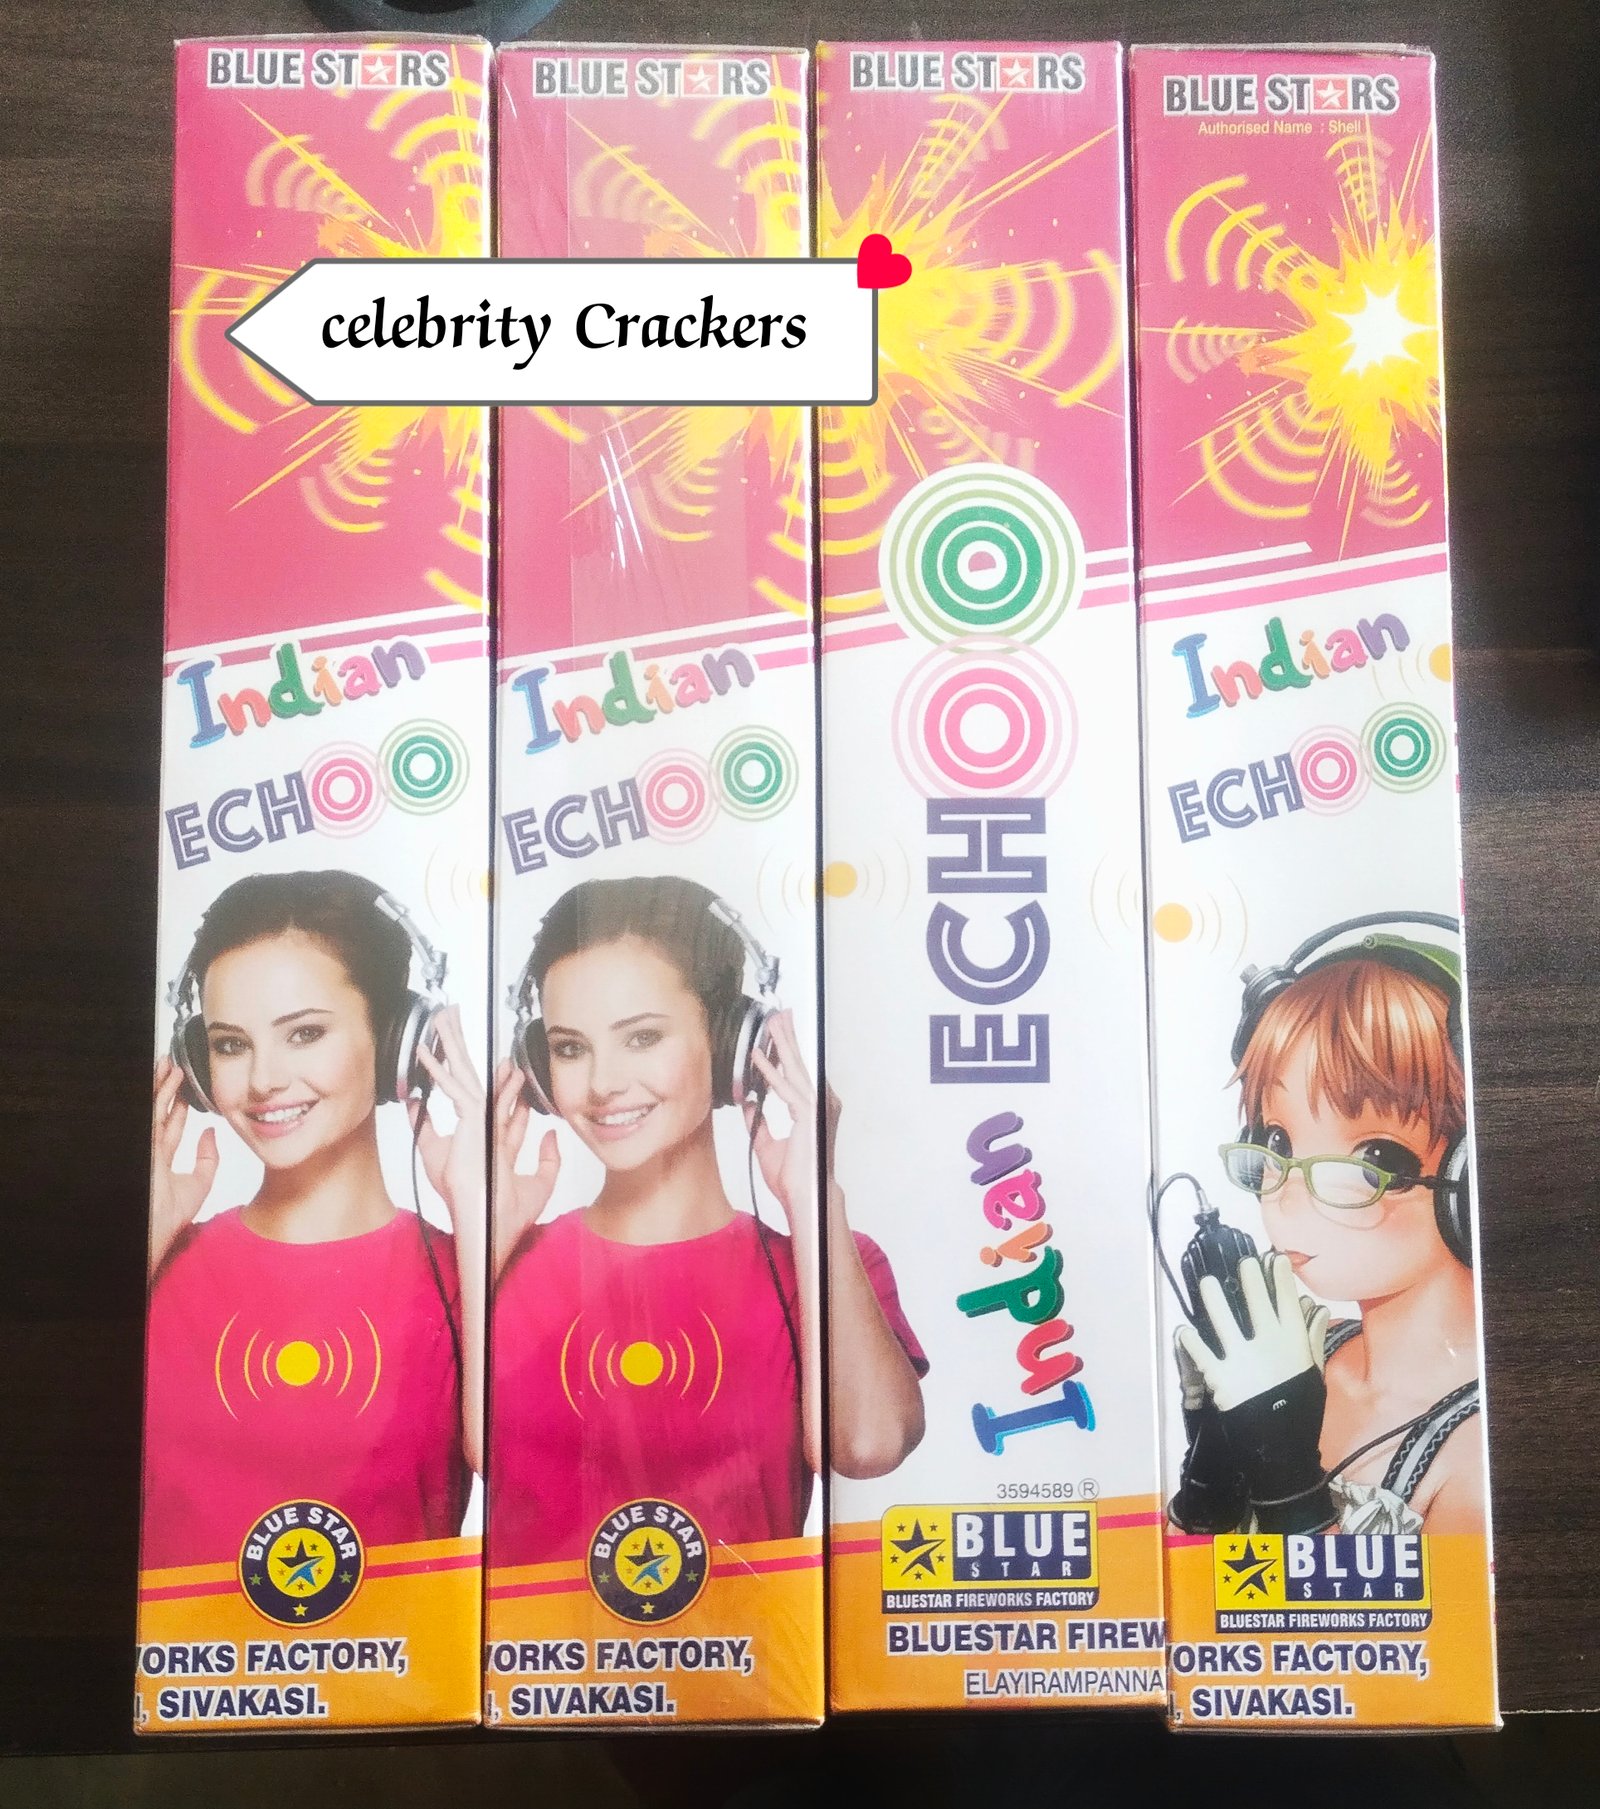 BLUE STARS
BLUE STARS
BLUE STARS
BLUE STARS
Authorised Name : Shell
celebrity Crackers
Indian
ECHOO
Indian
ECHOO
Indian ECHOO
Indian
ECHOO
BLUE STAR
ORKS FACTORY,
, SIVAKASI.
BLUE STAR
ORKS FACTORY,
, SIVAKASI.
3594589 ®
BLUE
STAR
BLUESTAR FIREWORKS FACTORY
BLUESTAR FIREW
ELAYIRAMPANNA
BLUE
STAR
BLUESTAR FIREWORKS FACTORY
ORKS FACTORY,
, SIVAKASI.